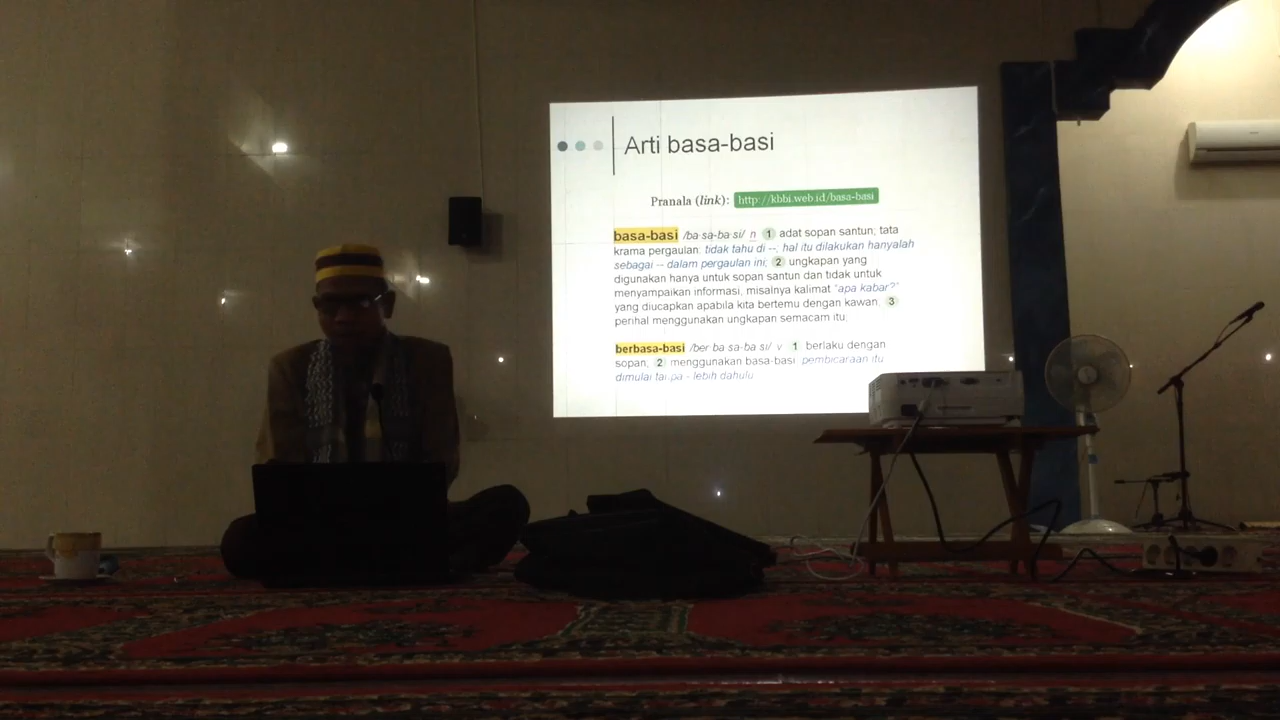 Arti basa-basi
Pranala (link): http://kbbi.web.id/basa-basi
basa-basi /ba·sa-ba·si/ n 1 adat sopan santun; tata
krama pergaulan: tidak tahu di --; hal itu dilakukan hanyalah
sebagai -- dalam pergaulan ini; 2 ungkapan yang
digunakan hanya untuk sopan santun dan tidak untuk
menyampaikan informasi, misalnya kalimat "apa kabar?"
yang diucapkan apabila kita bertemu dengan kawan; 3
perihal menggunakan ungkapan semacam itu;
berbasa-basi /ber·ba·sa-ba·si/ v 1 berlaku dengan
sopan; 2 menggunakan basa-basi: pembicaraan itu
dimulai - lebih dahulu